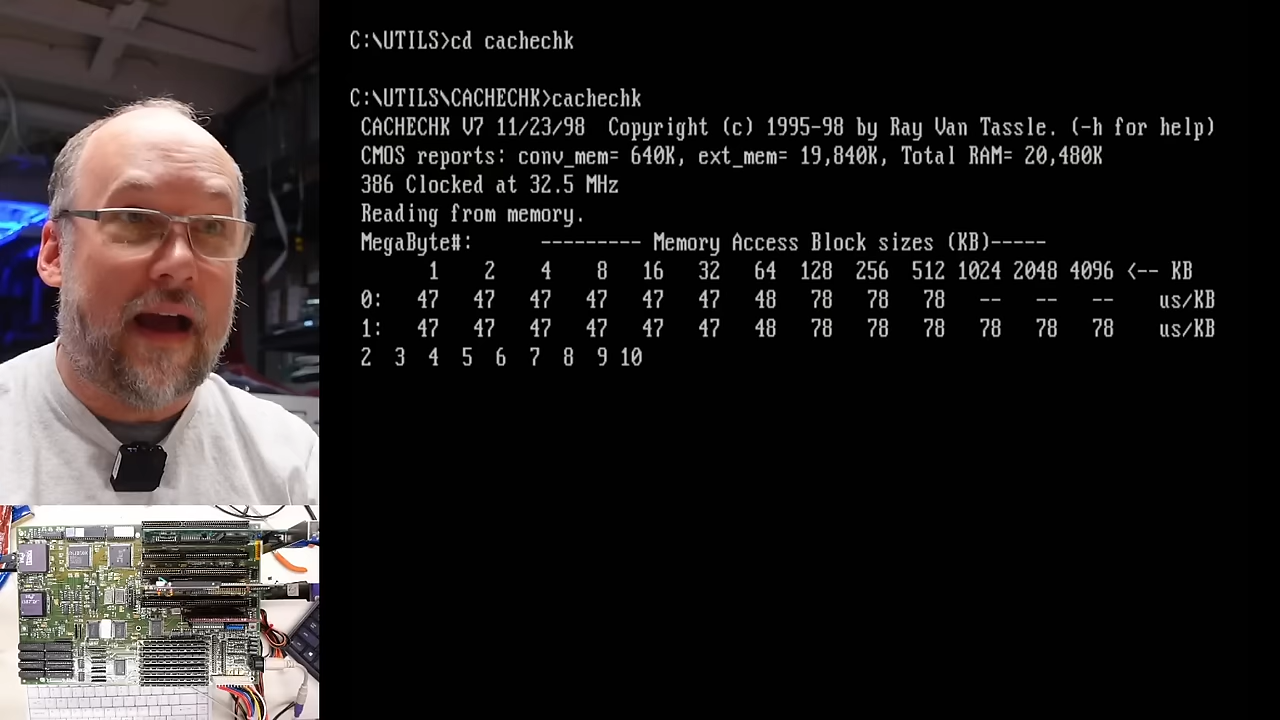 C:\UTILS>cd cachechk
C:\UTILS\CACHECHK>cachechk
CACHECHK V7 11/23/98  Copyright (c) 1995-98 by Ray Van Tassle. (-h for help)
CMOS reports: conv_mem= 640K, ext_mem= 19,840K, Total RAM= 20,480K
386 Clocked at 32.5 MHz
Reading from memory.
MegaByte#:      --------- Memory Access Block sizes (KB)-----
1    2    4    8   16   32   64  128  256  512 1024 2048 4096 <-- KB
0:   47   47   47   47   47   47   48   78   78   78   --   --   --    us/KB
1:   47   47   47   47   47   47   48   78   78   78   78   78   78    us/KB
2  3  4  5  6  7  8  9 10